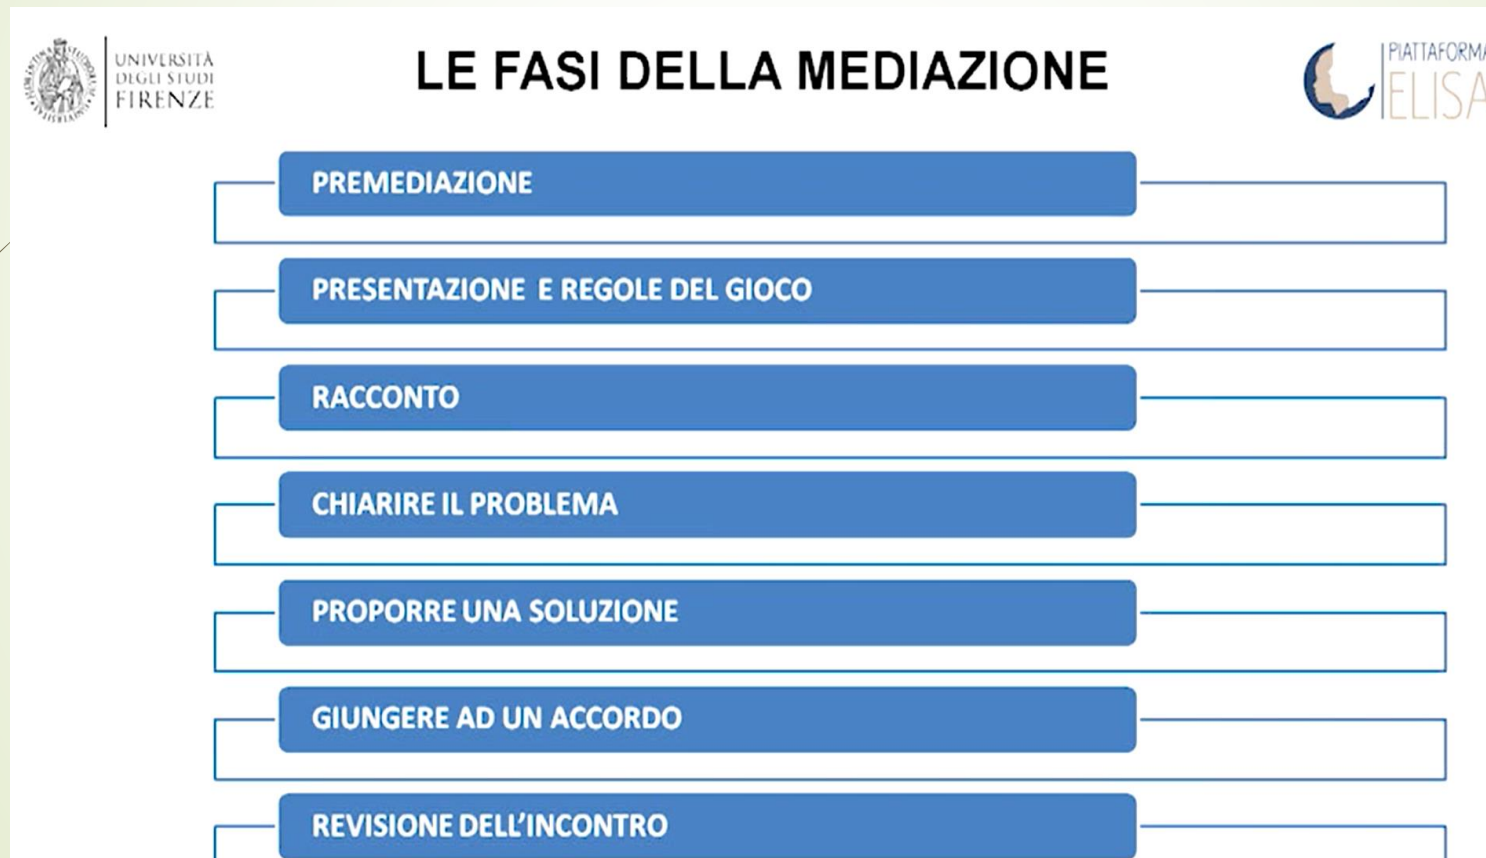 UNIVERSITÀ
DEGLI STUDI
FIRENZE
LE FASI DELLA MEDIAZIONE
PIATTAFORMA
ELISA
PREMEDIAZIONE
PRESENTAZIONE E REGOLE DEL GIOCO
RACCONTO
CHIARIRE IL PROBLEMA
PROPORRE UNA SOLUZIONE
GIUNGERE AD UN ACCORDO
REVISIONE DELL'INCONTRO